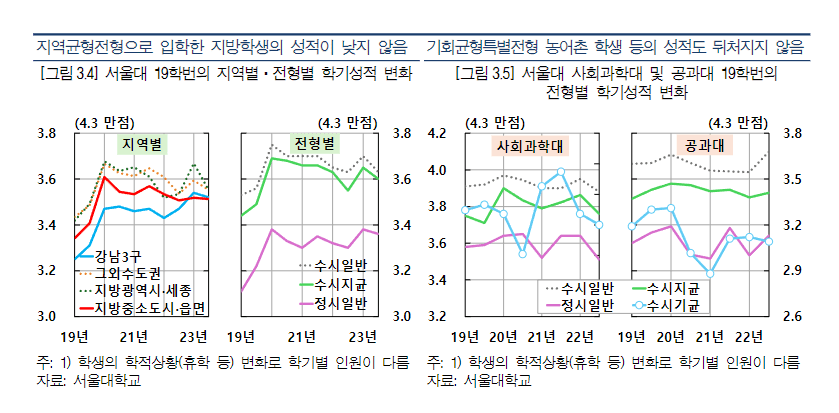 지역균형전형으로 입학한 지방학생의 성적이 낮지 않음
[그림 3.4] 서울대 19학번의 지역별·전형별 학기성적 변화
(4.3 만점)
(4.3 만점)
지역별
전형별
3.8
3.6
3.4
3.2
3.0
3.8
3.6
3.4
3.2
3.0
강남3구
그외수도권
지방광역시·세종
지방중소도시·읍면
수시일반
수시지균
정시일반
19년
21년
23년
19년
21년
23년
주: 1) 학생의 학적상황(휴학 등) 변화로 학기별 인원이 다름
자료: 서울대학교
기회균형특별전형 농어촌 학생 등의 성적도 뒤처지지 않음
[그림 3.5] 서울대 사회과학대 및 공과대 19학번의
전형별 학기성적 변화
(4.3 만점)
(4.3 만점)
사회과학대
공과대
4.2
4.0
3.8
3.6
3.4
3.2
3.8
3.5
3.2
2.9
2.6
수시일반
수시지균
정시일반
수시기균
19년
20년
21년
22년
19년
20년
21년
22년
주: 1) 학생의 학적상황(휴학 등) 변화로 학기별 인원이 다름
자료: 서울대학교